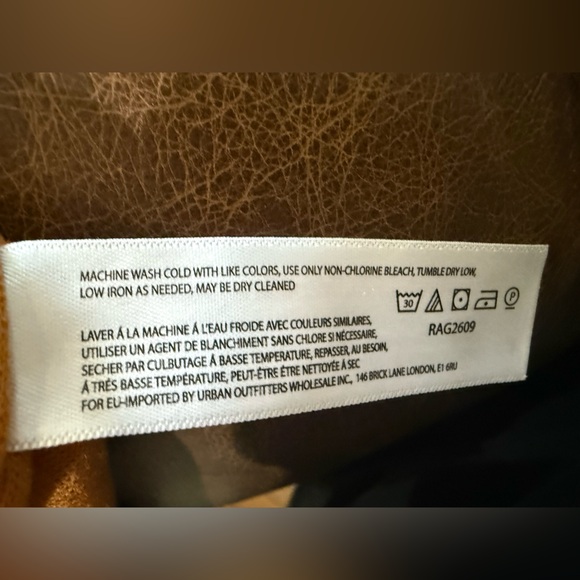 MACHINE WASH COLD WITH LIKE COLORS, USE ONLY NON-CHLORINE BLEACH, TUMBLE DRY LOW,
LOW IRON AS NEEDED, MAY BE DRY CLEANED
30
P
RAG2609
LAVER Á LA MACHINE Á L'EAU FROIDE AVEC COULEURS SIMILAIRES,
UTILISER UN AGENT DE BLANCHIMENT SANS CHLORE SI NÉCESSAIRE,
SECHER PAR CULBUTAGE Á BASSE TEMPERATURE, REPASSER, AU BESOIN,
Á TRÉS BASSE TEMPÉRATURE, PEUT-ÊTRE ÊTRE NETTOYÉE Á SEC
FOR EU-IMPORTED BY URBAN OUTFITTERS WHOLESALE INC., 146 BRICK LANE LONDON, E1 6RU